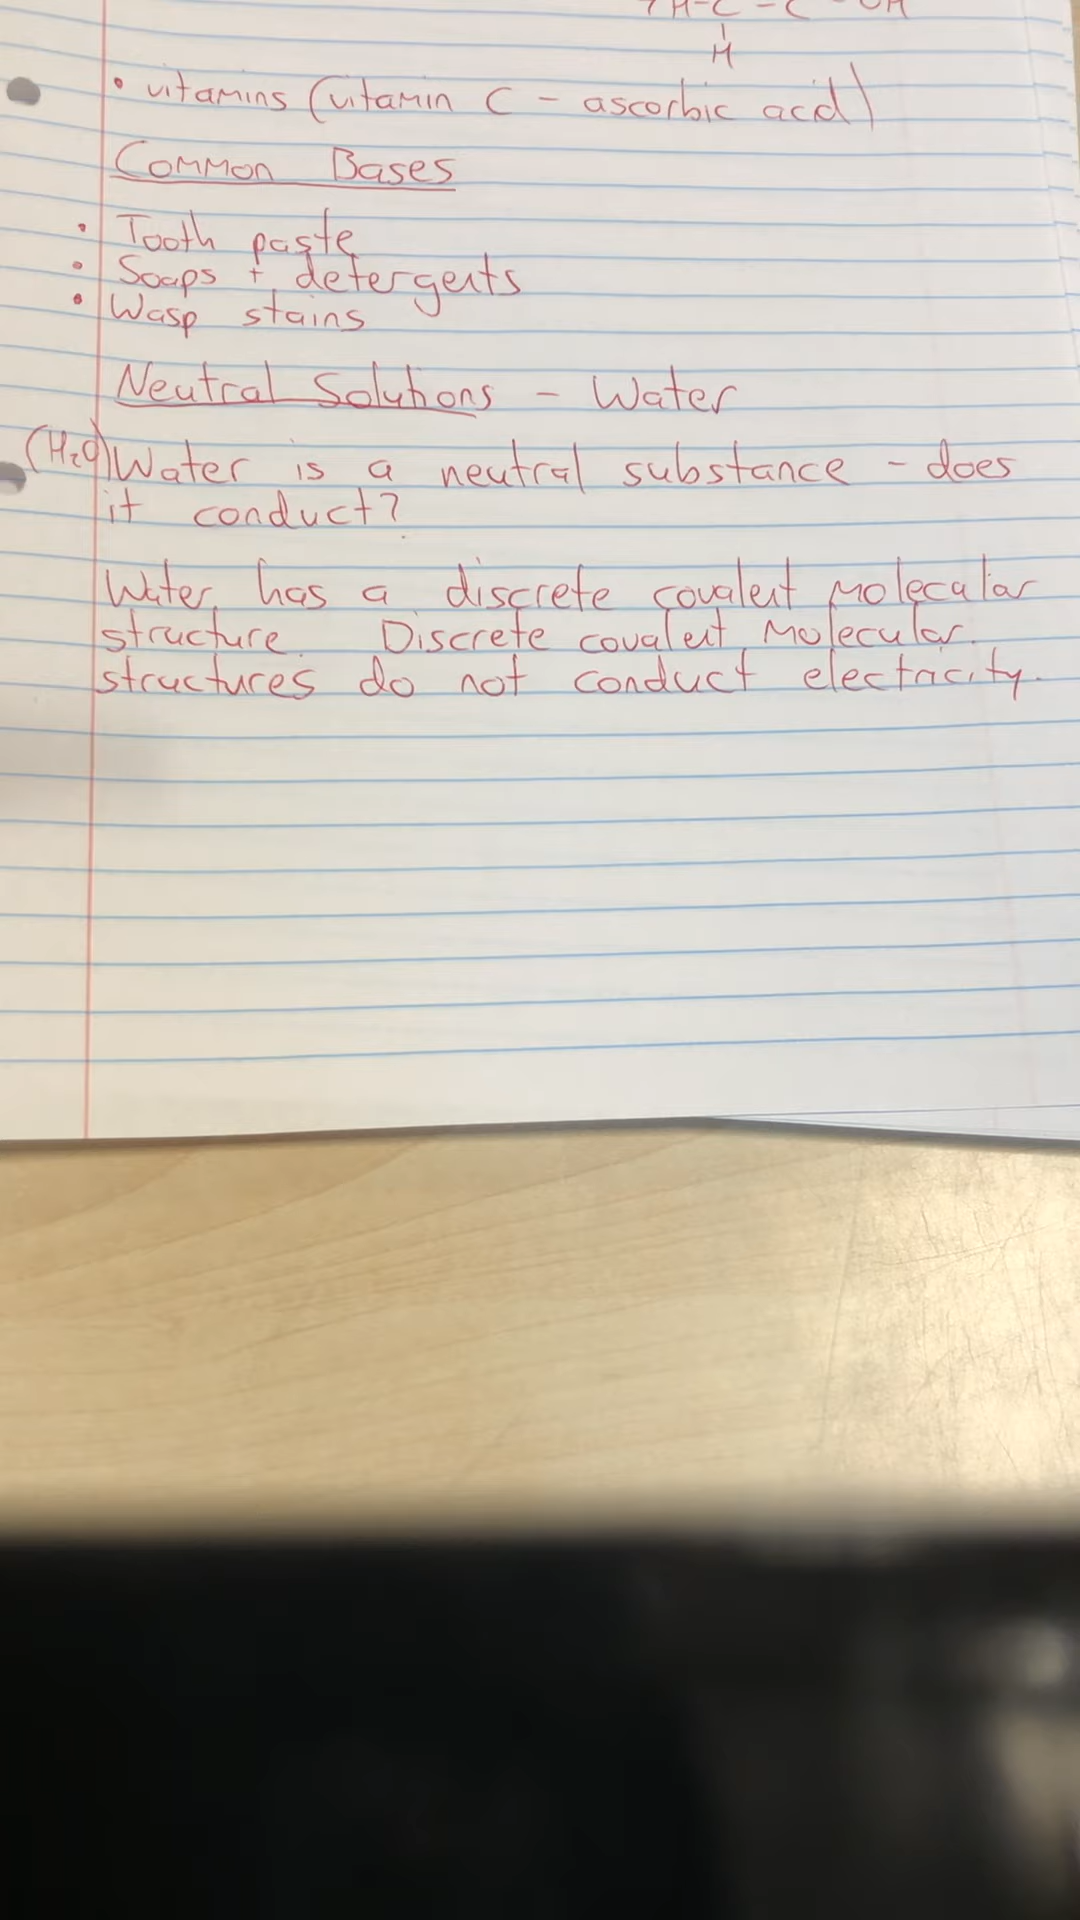 H-C-C-OH
H
• vitamins (vitamin C - ascorbic acid)
Common Bases
• Tooth paste
• Soaps + detergents
• Wasp stains
Neutral Solutions - Water
(H₂O) Water is a neutral substance - does
it conduct?
Water has a discrete covalent molecular
structure. Discrete covalent molecular
structures do not conduct electricity.